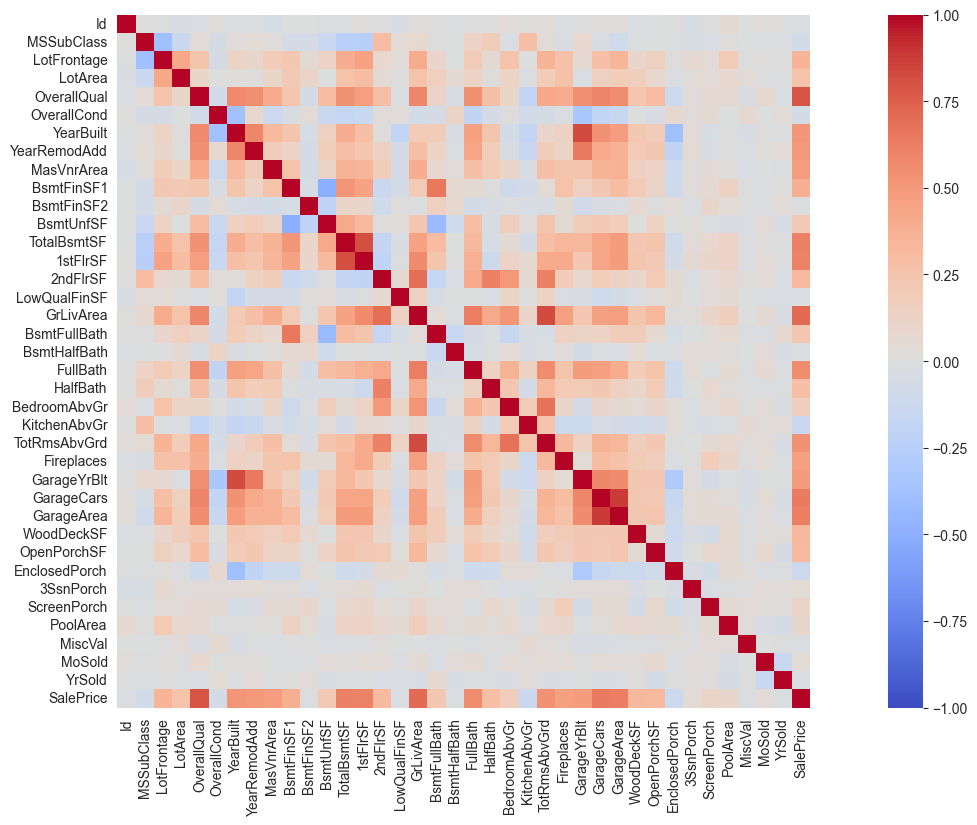 Id
MSSubClass
LotFrontage
LotArea
OverallQual
OverallCond
YearBuilt
YearRemodAdd
MasVnrArea
BsmtFinSF1
BsmtFinSF2
BsmtUnfSF
TotalBsmtSF
1stFlrSF
2ndFlrSF
LowQualFinSF
GrLivArea
BsmtFullBath
BsmtHalfBath
FullBath
HalfBath
BedroomAbvGr
KitchenAbvGr
TotRmsAbvGrd
Fireplaces
GarageYrBlt
GarageCars
GarageArea
WoodDeckSF
OpenPorchSF
EnclosedPorch
3SsnPorch
ScreenPorch
PoolArea
MiscVal
MoSold
YrSold
SalePrice
Id
MSSubClass
LotFrontage
LotArea
OverallQual
OverallCond
YearBuilt
YearRemodAdd
MasVnrArea
BsmtFinSF1
BsmtFinSF2
BsmtUnfSF
TotalBsmtSF
1stFlrSF
2ndFlrSF
LowQualFinSF
GrLivArea
BsmtFullBath
BsmtHalfBath
FullBath
HalfBath
BedroomAbvGr
KitchenAbvGr
TotRmsAbvGrd
Fireplaces
GarageYrBlt
GarageCars
GarageArea
WoodDeckSF
OpenPorchSF
EnclosedPorch
3SsnPorch
ScreenPorch
PoolArea
MiscVal
MoSold
YrSold
SalePrice
1.00
0.75
0.50
0.25
0.00
−0.25
−0.50
−0.75
−1.00